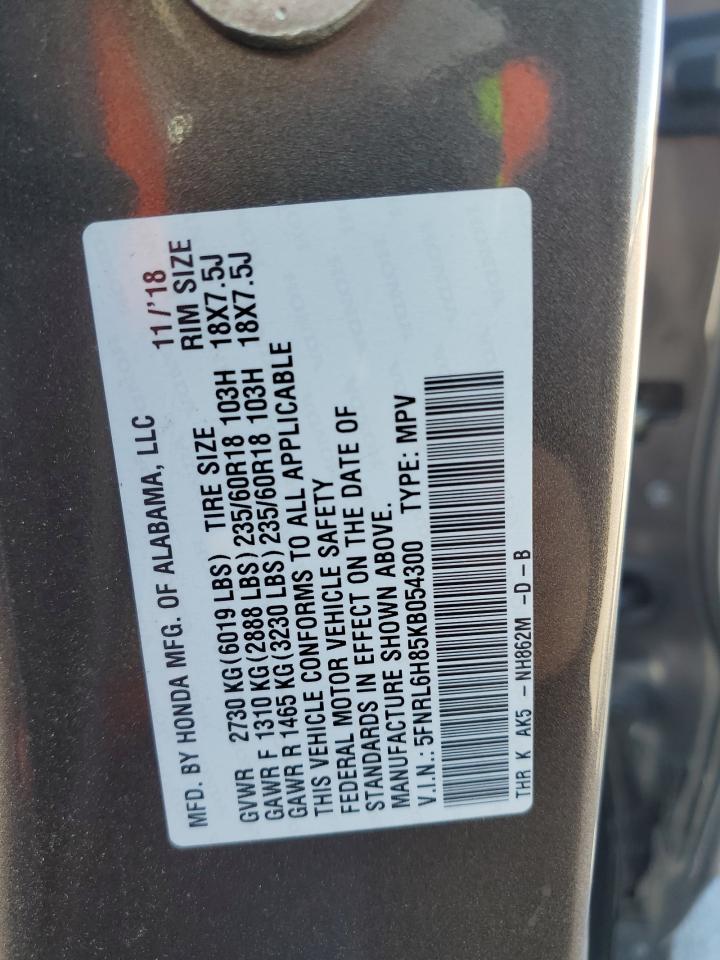 MFD. BY HONDA MFG. OF ALABAMA, LLC 11/'18
GVWR 2730 KG(6019 LBS) TIRE SIZE RIM SIZE
GAWR F 1310 KG(2888 LBS)235/60R18 103H 18X7.5J
GAWR R 1465 KG(3230 LBS)235/60R18 103H 18X7.5J
THIS VEHICLE CONFORMS TO ALL APPLICABLE
FEDERAL MOTOR VEHICLE SAFETY
STANDARDS IN EFFECT ON THE DATE OF
MANUFACTURE SHOWN ABOVE.
V.I.N.: 5FNRL6H85KB054300 TYPE: MPV
THR K AK5 - NH862M -D -B